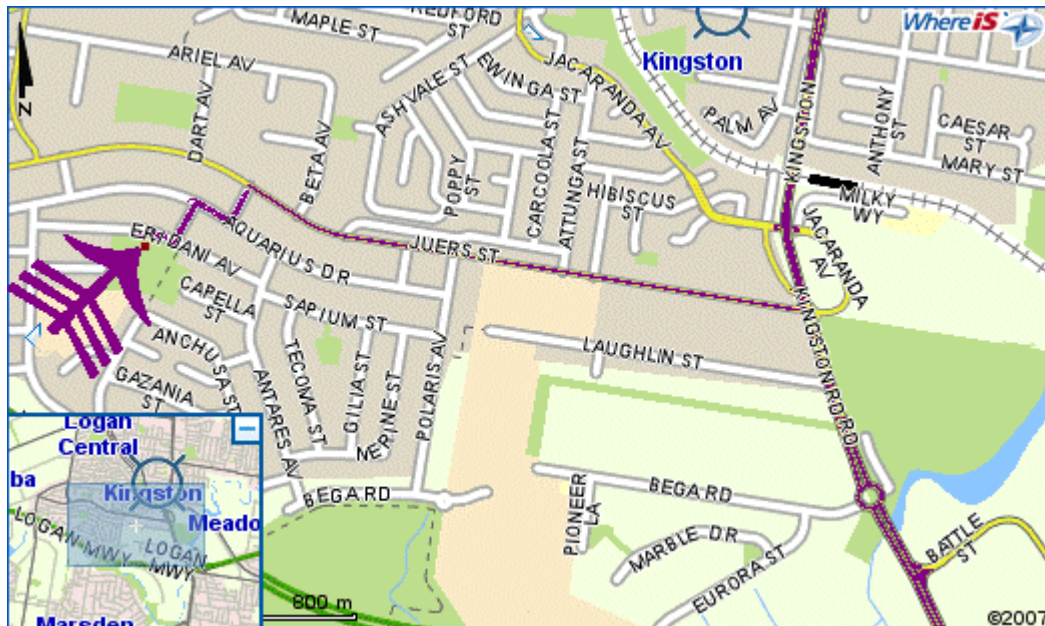 REDFORD ST
MAPLE ST
WhereiS
ARIEL AV
ASHVALE ST
EWINGA ST
JACARANDA AV
Kingston
KINGSTON
ANTHONY ST
PALM AV
CAESAR ST
N
DART AV
BETA AV
POPPY ST
CARCOOLA ST
ATTUNGA ST
HIBISCUS ST
MARY ST
MILKY WY
JACARANDA AV
ERIDANI AV
AQUARIUS DR
JUERS ST
CAPELLA ST
SAPIUM ST
KINGSTON RD
RD
LAUGHLIN ST
ANCHUSA ST
GAZANIA ST
ANTARES AV
TECOMA ST
GILIA ST
NERINE ST
POLARIS AV
Logan Central
ba
Kingston
Meado
LOGAN MWY
LOGAN MWY
Marsden
BEGA RD
PIONEER LA
BEGA RD
MARBLE DR
EURORA ST
BATTLE ST
800 m
©2007